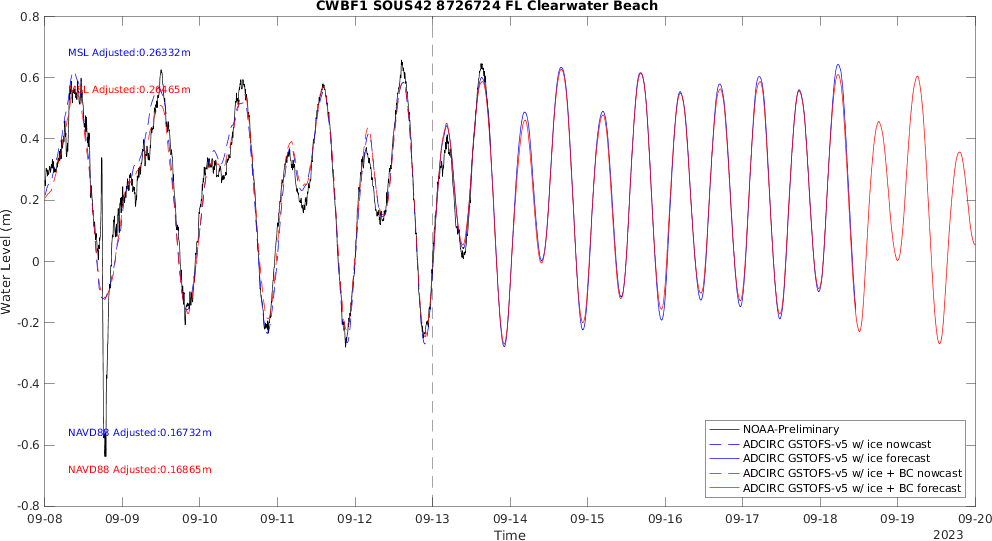 CWBF1 SOUS42 8726724 FL Clearwater Beach
0.8
0.6
0.4
0.2
0
-0.2
-0.4
-0.6
-0.8
Water Level (m)
MSL Adjusted:0.26332m
MSL Adjusted:0.26465m
NAVD88 Adjusted:0.16732m
NAVD88 Adjusted:0.16865m
NOAA-Preliminary
ADCIRC GSTOFS-v5 w/ ice nowcast
ADCIRC GSTOFS-v5 w/ ice forecast
ADCIRC GSTOFS-v5 w/ ice + BC nowcast
ADCIRC GSTOFS-v5 w/ ice + BC forecast
09-08 09-09 09-10 09-11 09-12 09-13 09-14 09-15 09-16 09-17 09-18 09-19 09-20
Time
2023